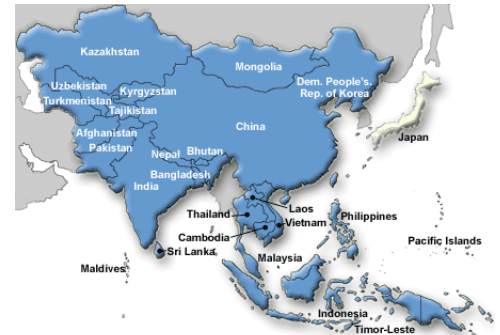 Kazakhstan
Mongolia
Uzbekistan
Kyrgyzstan
Dem. People's.
Rep. of Korea
Turkmenistan
Tajikistan
China
Afghanistan
Japan
Pakistan
Nepal
Bhutan
Bangladesh
India
Laos
Thailand
Vietnam
Philippines
Cambodia
Pacific Islands
Sri Lanka
Malaysia
Maldives
Indonesia
Timor-Leste